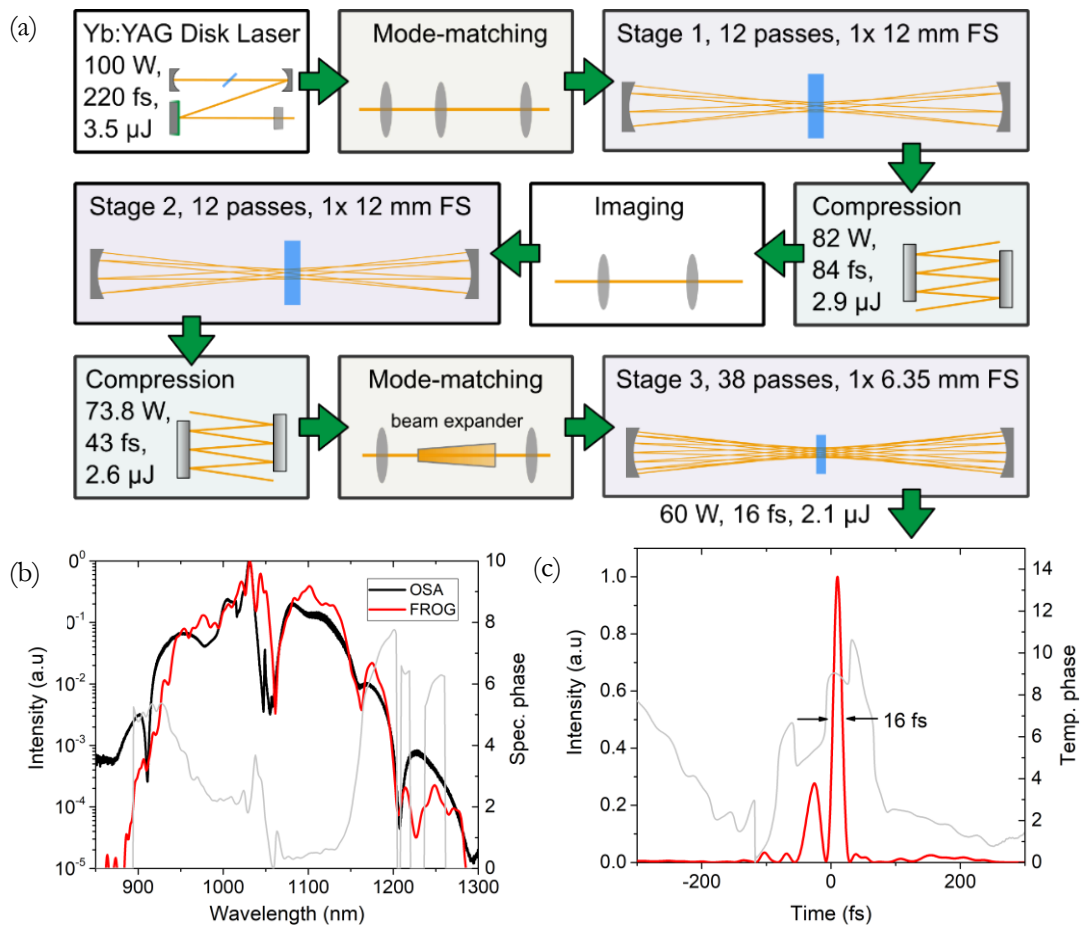 (a)
Yb:YAG Disk Laser
100 W,
220 fs,
3.5 µJ
Mode-matching
Stage 1, 12 passes, 1x 12 mm FS
Stage 2, 12 passes, 1x 12 mm FS
Imaging
Compression
82 W,
84 fs,
2.9 µJ
Compression
73.8 W,
43 fs,
2.6 µJ
Mode-matching
beam expander
Stage 3, 38 passes, 1x 6.35 mm FS
60 W, 16 fs, 2.1 µJ
(b)
Intensity (a.u)
10⁰
10⁻¹
10⁻²
10⁻³
10⁻⁴
10⁻⁵
OSA
FROG
10
8
6
4
2
0
Spec. phase
900 1000 1100 1200 1300
Wavelength (nm)
(c)
Intensity (a.u)
1.0
0.8
0.6
0.4
0.2
0.0
16 fs
14
12
10
8
6
4
2
0
Temp. phase
-200 0 200
Time (fs)